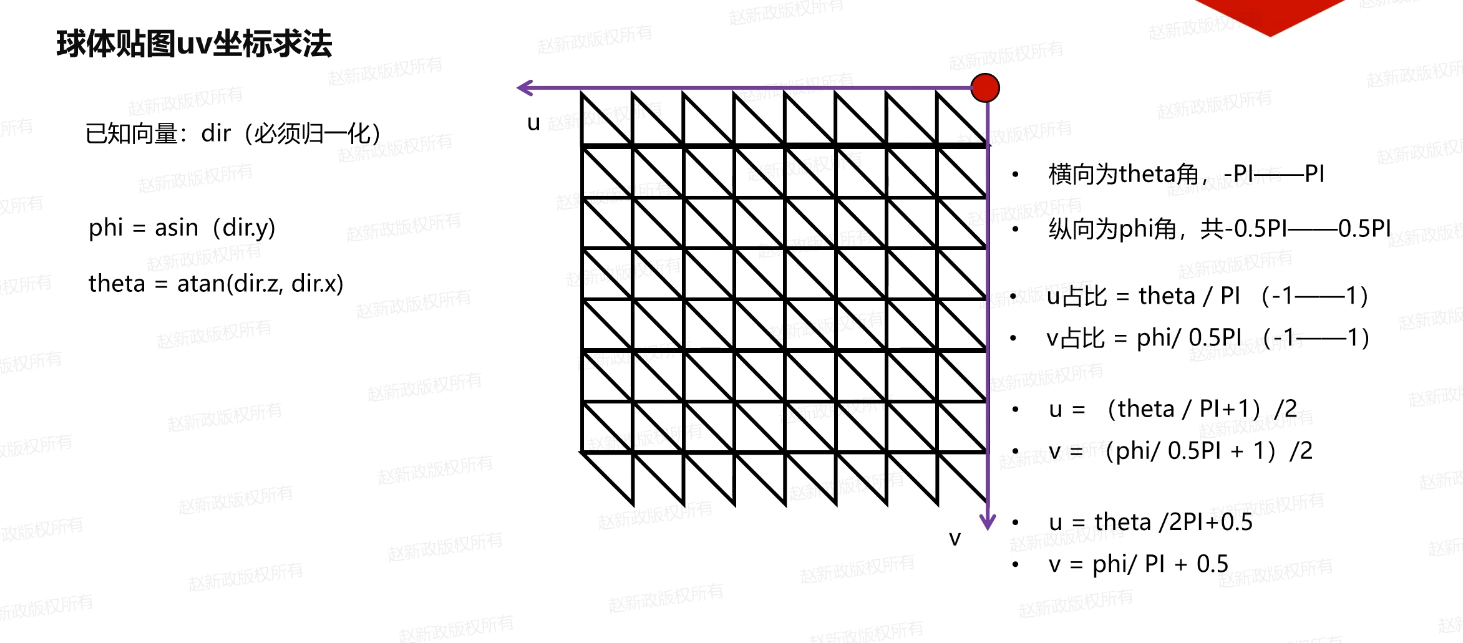 球体贴图uv坐标求法
已知向量：dir（必须归一化）
phi = asin（dir.y)
theta = atan(dir.z, dir.x)
u
v
• 横向为theta角，-PI——PI
• 纵向为phi角，共-0.5PI——0.5PI
• u占比 = theta / PI （-1——1）
• v占比 = phi/ 0.5PI （-1——1）
• u = （theta / PI+1）/2
• v = （phi/ 0.5PI + 1）/2
• u = theta /2PI+0.5
• v = phi/ PI + 0.5
赵新政版权所有